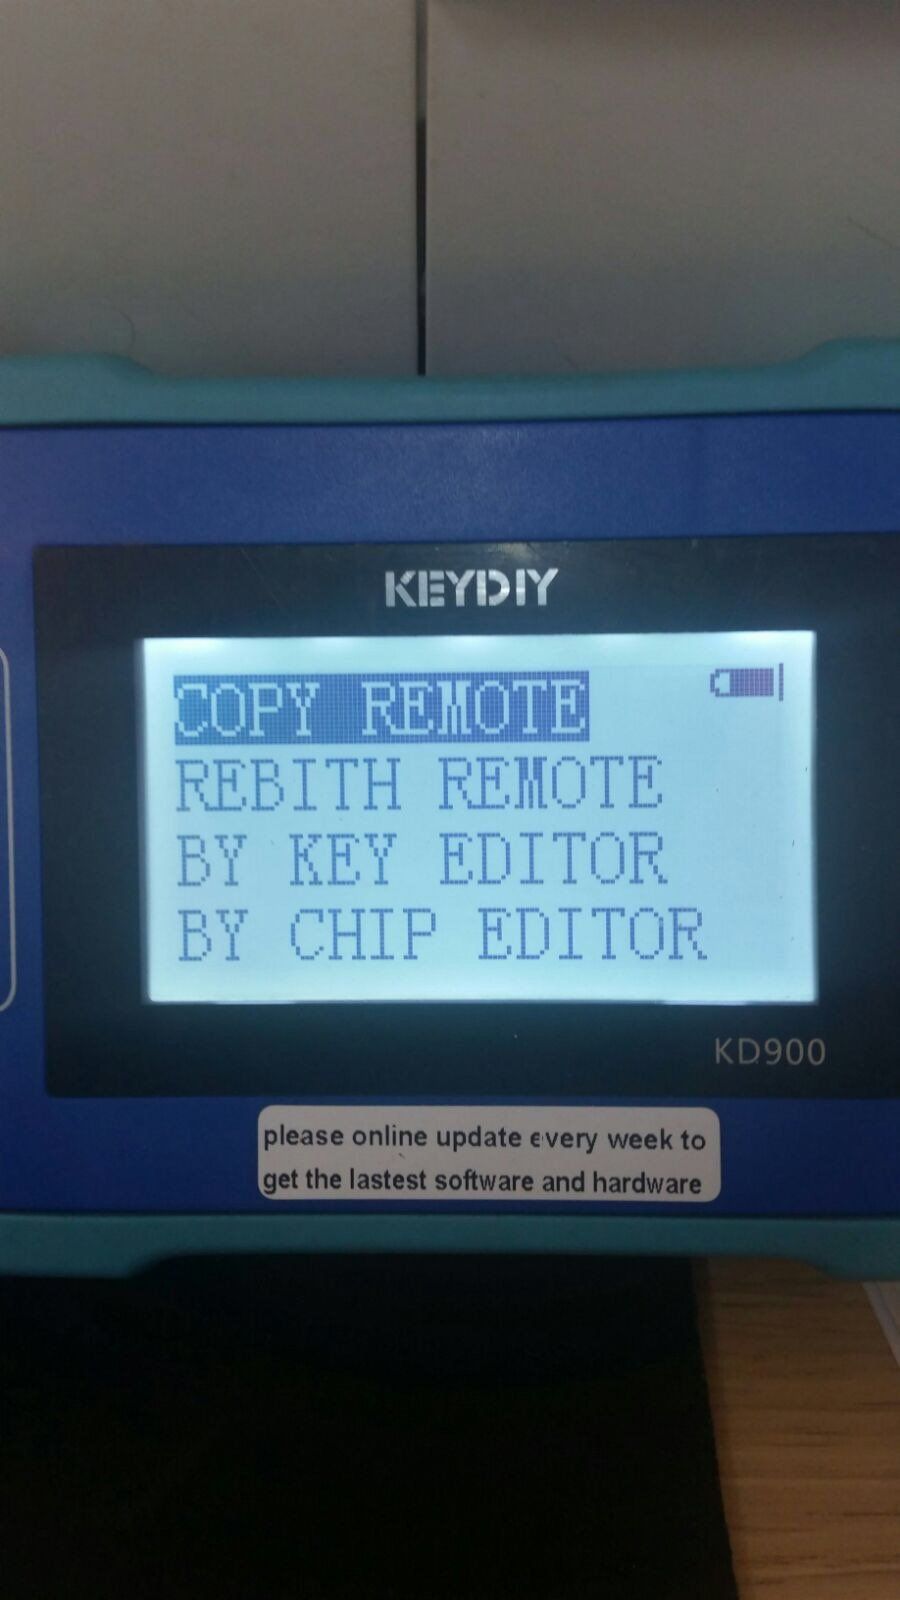 KEYDIY
COPY REMOTE
REBITH REMOTE
BY KEY EDITOR
BY CHIP EDITOR
KD900
please online update every week to
get the lastest software and hardware